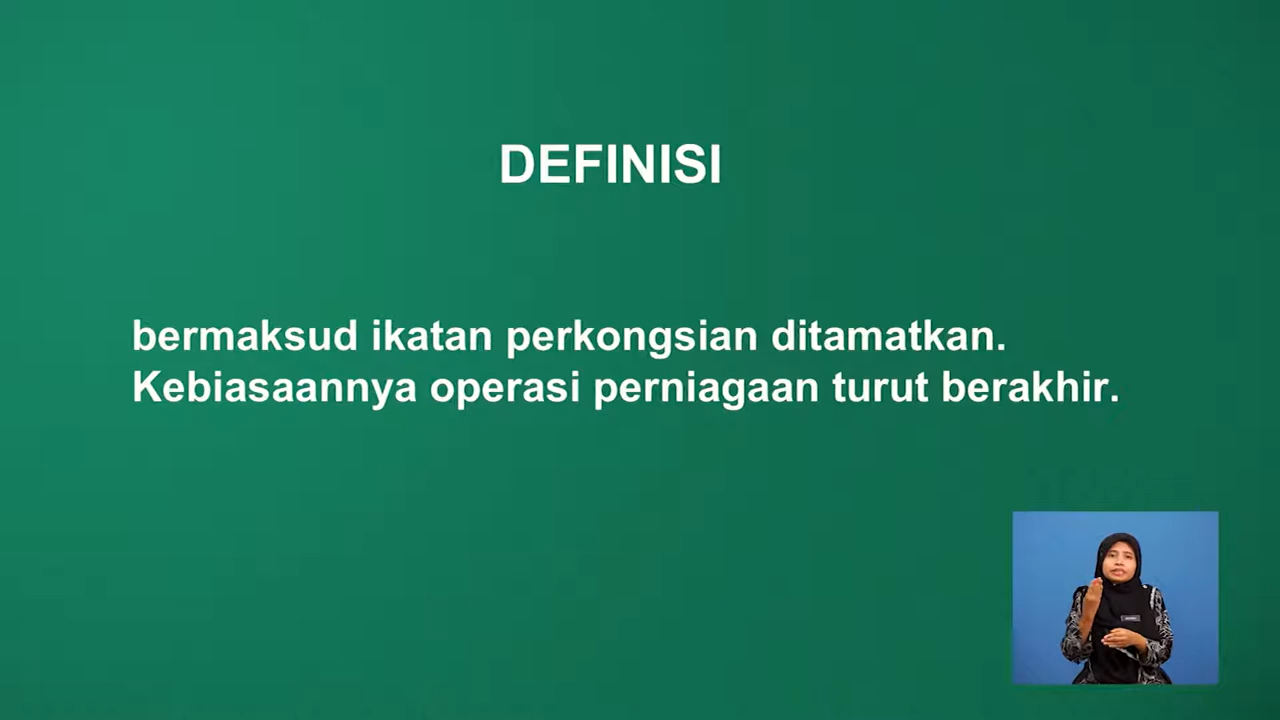 DEFINISI
bermaksud ikatan perkongsian ditamatkan.
Kebiasaannya operasi perniagaan turut berakhir.